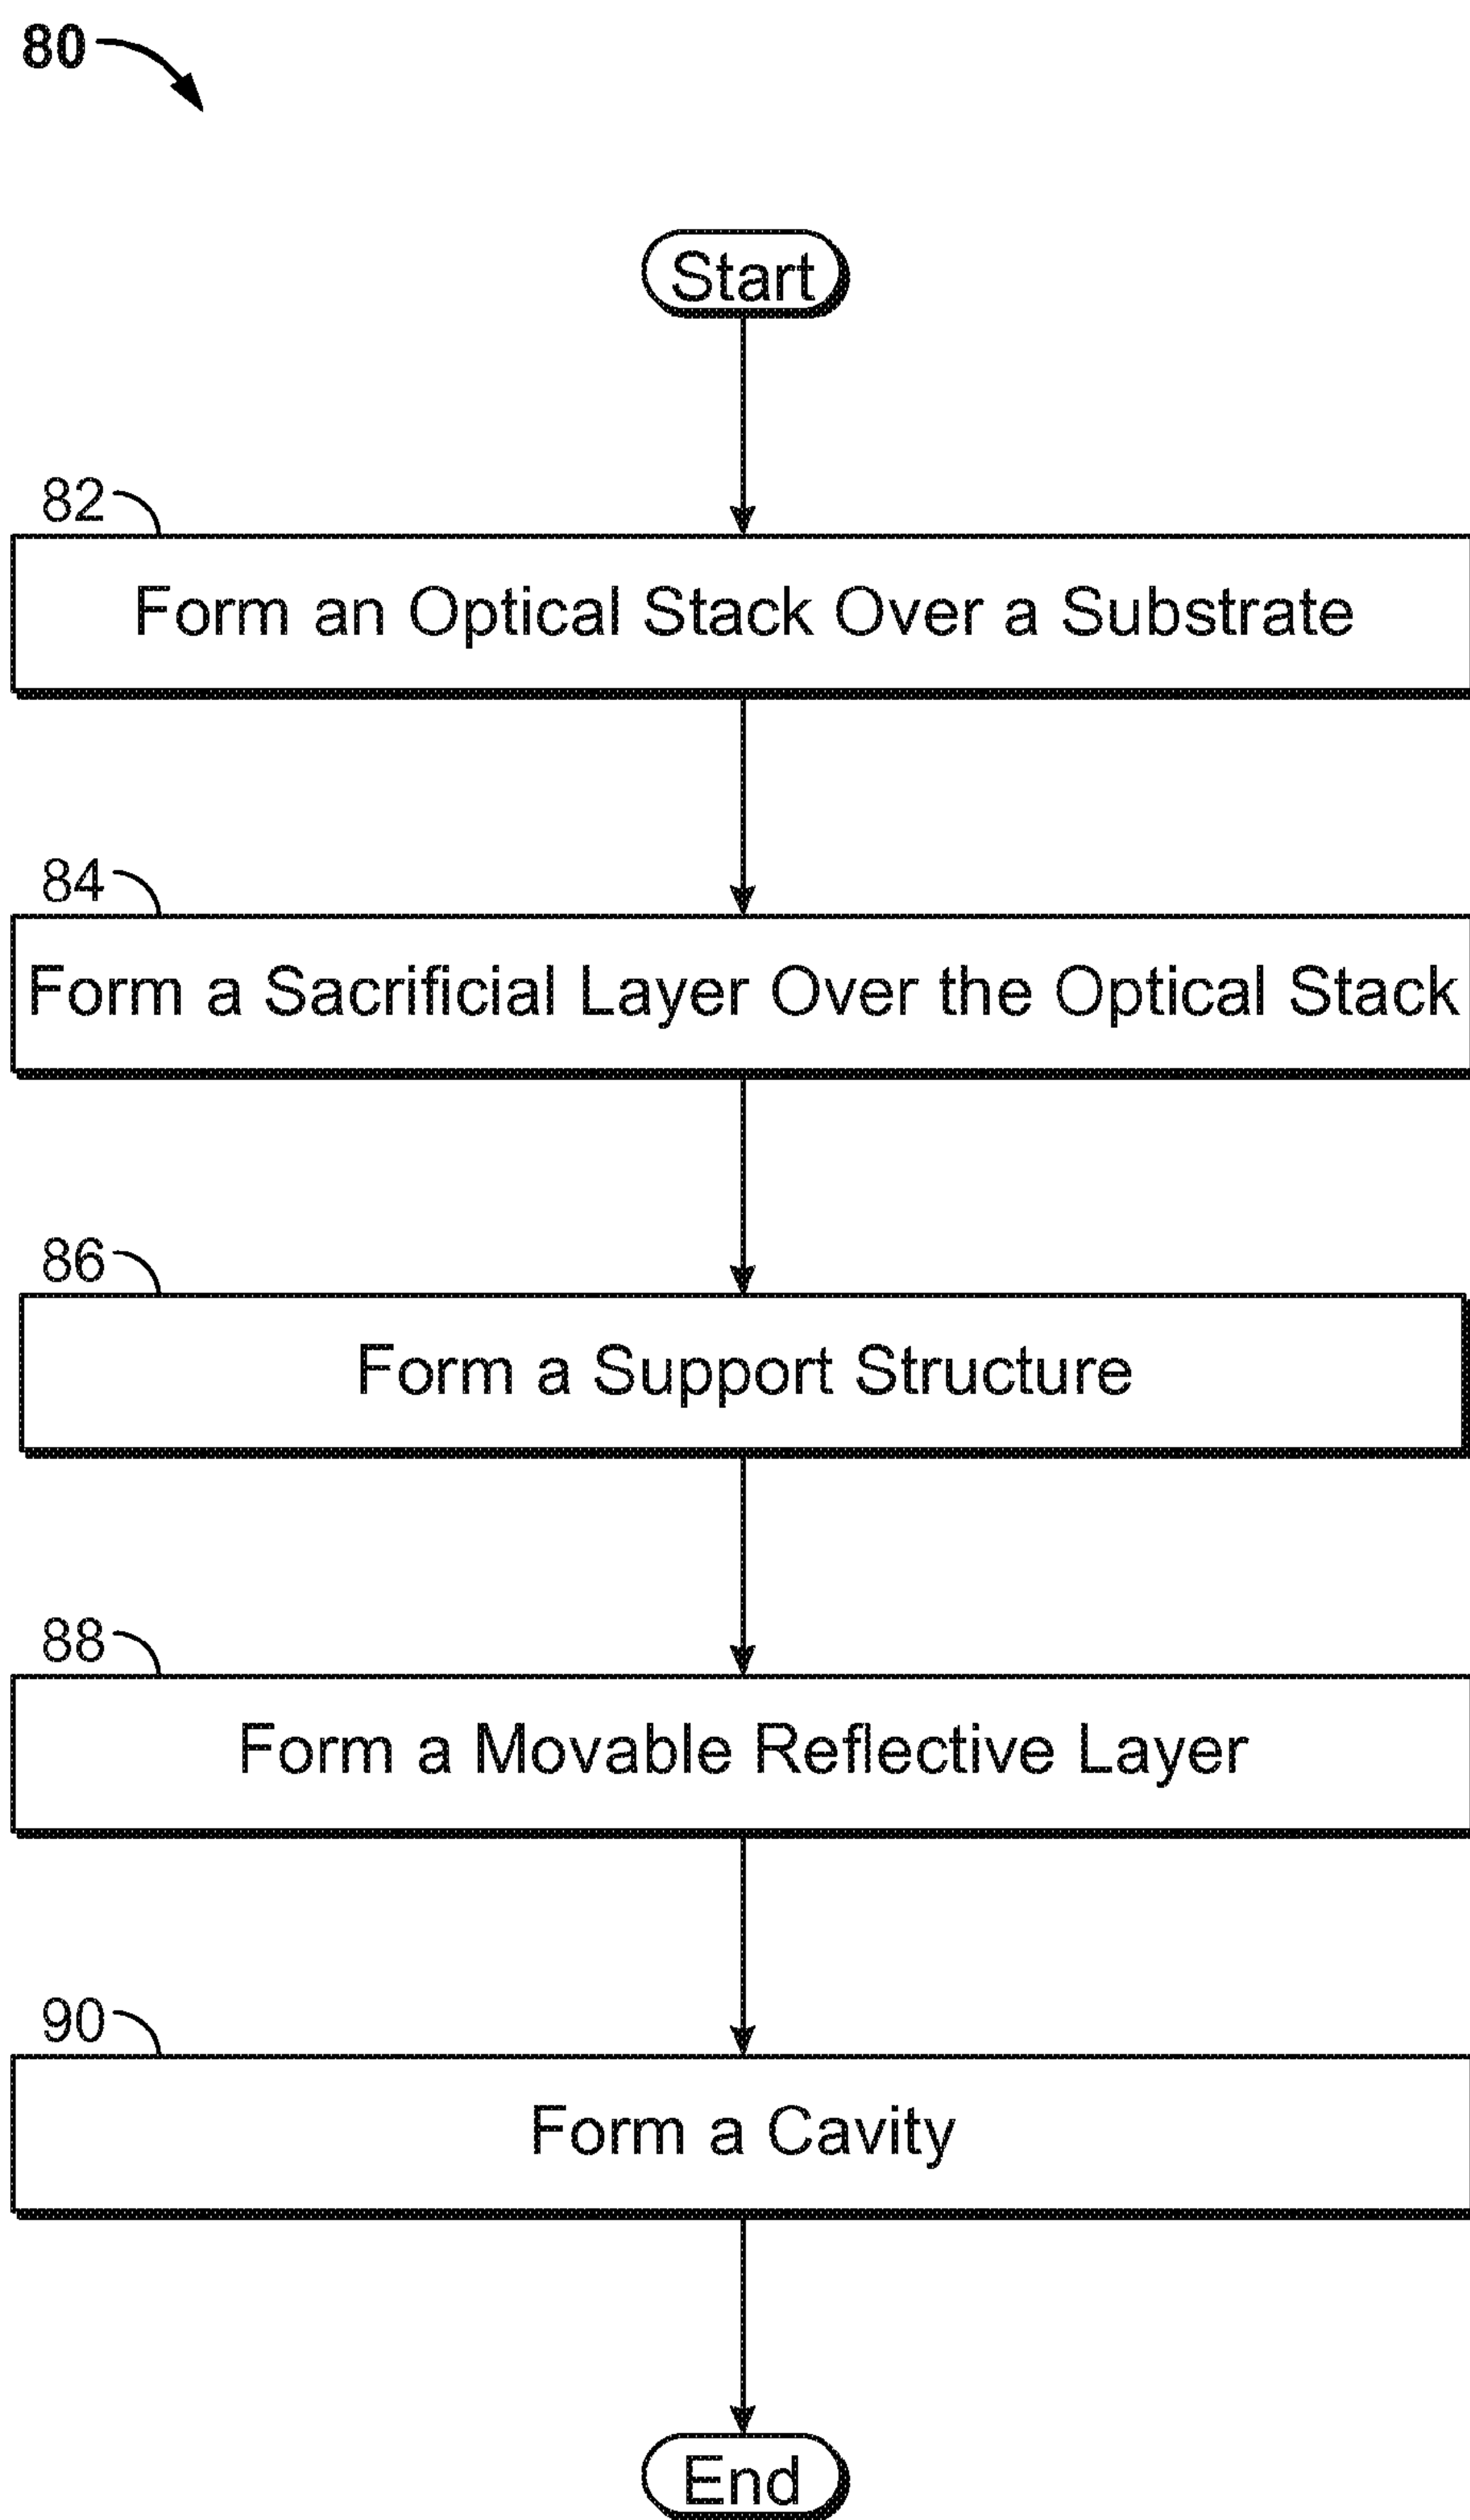 80
Start
82
Form an Optical Stack Over a Substrate
84
Form a Sacrificial Layer Over the Optical Stack
86
Form a Support Structure
88
Form a Movable Reflective Layer
90
Form a Cavity
End